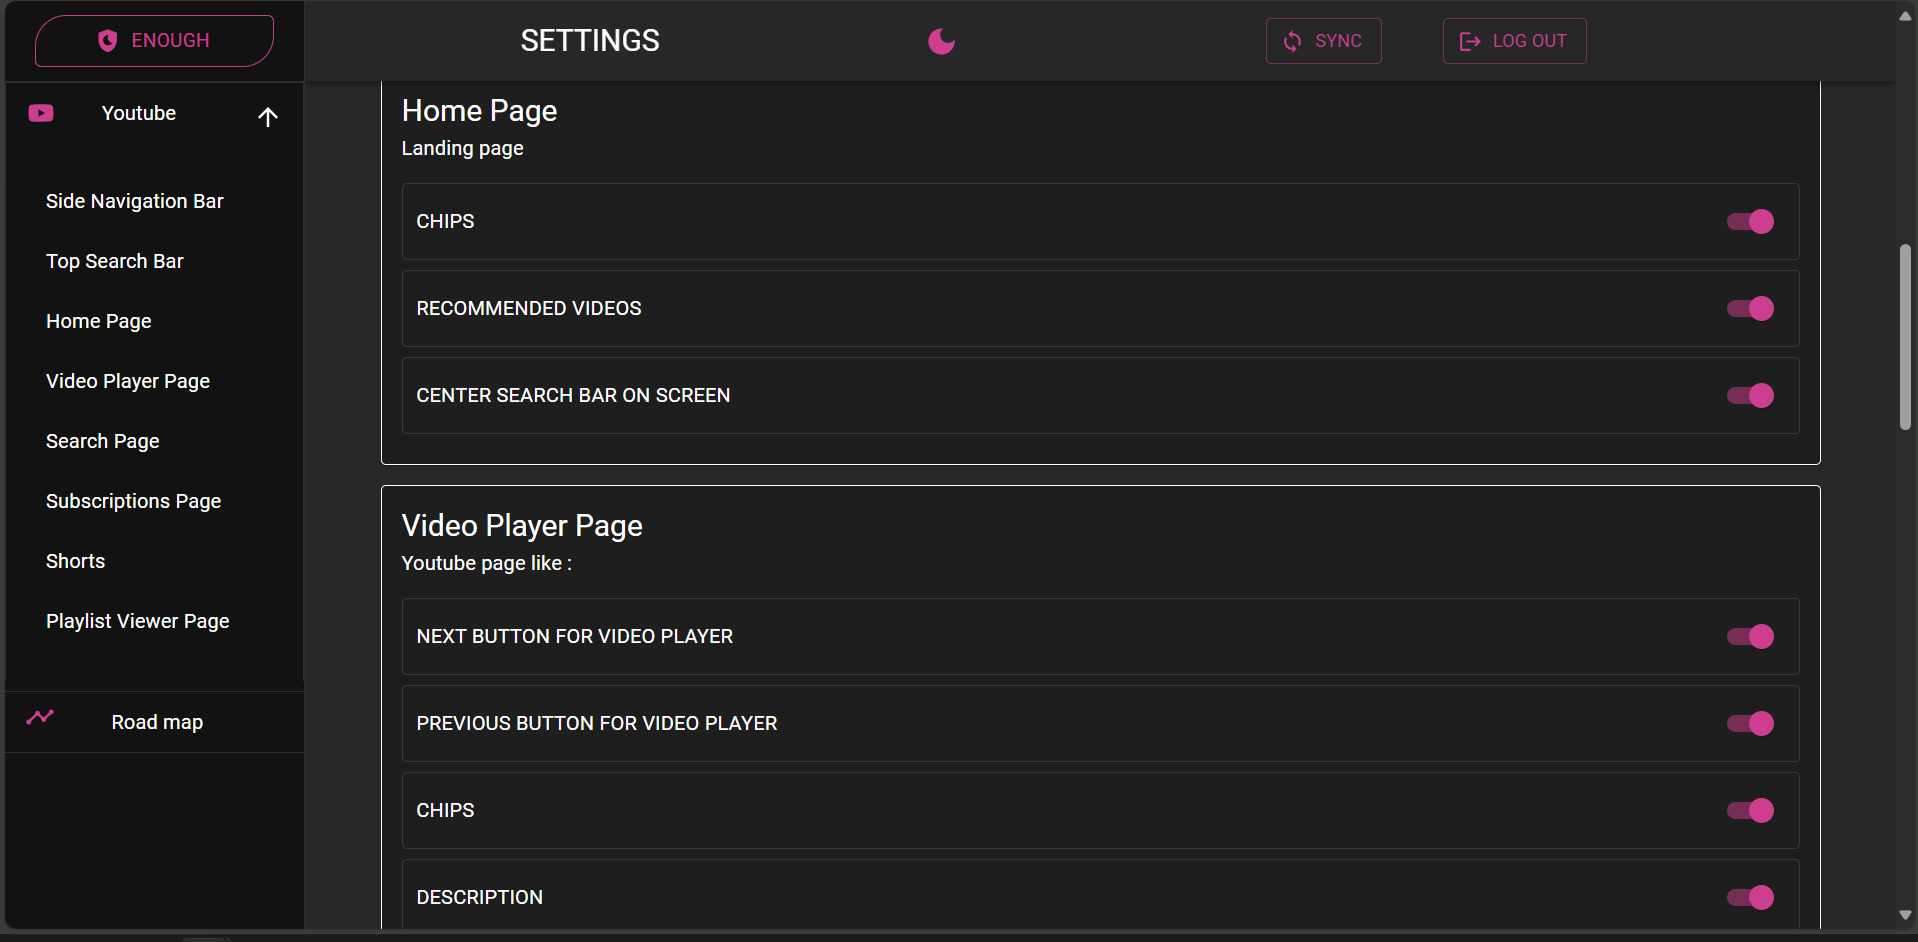 ENOUGH
SETTINGS
SYNC
LOG OUT
Youtube
Side Navigation Bar
Top Search Bar
Home Page
Video Player Page
Search Page
Subscriptions Page
Shorts
Playlist Viewer Page
Road map
Home Page
Landing page
CHIPS
RECOMMENDED VIDEOS
CENTER SEARCH BAR ON SCREEN
Video Player Page
Youtube page like :
NEXT BUTTON FOR VIDEO PLAYER
PREVIOUS BUTTON FOR VIDEO PLAYER
CHIPS
DESCRIPTION